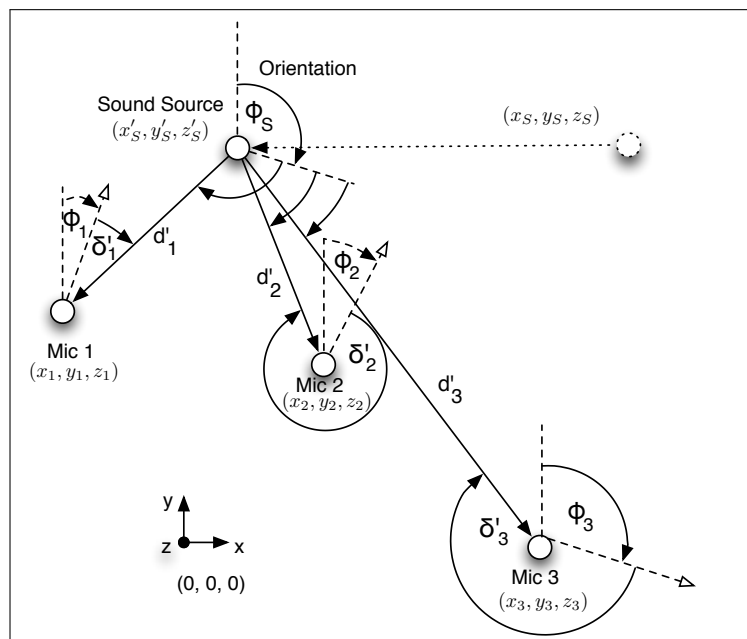 Orientation
Sound Source
(x'_S, y'_S, z'_S)
ϕ_S
(x_S, y_S, z_S)
ϕ_1
δ'_1
d'_1
Mic 1
(x_1, y_1, z_1)
d'_2
ϕ_2
δ'_2
Mic 2
(x_2, y_2, z_2)
d'_3
δ'_3
ϕ_3
Mic 3
(x_3, y_3, z_3)
y
z
x
(0, 0, 0)